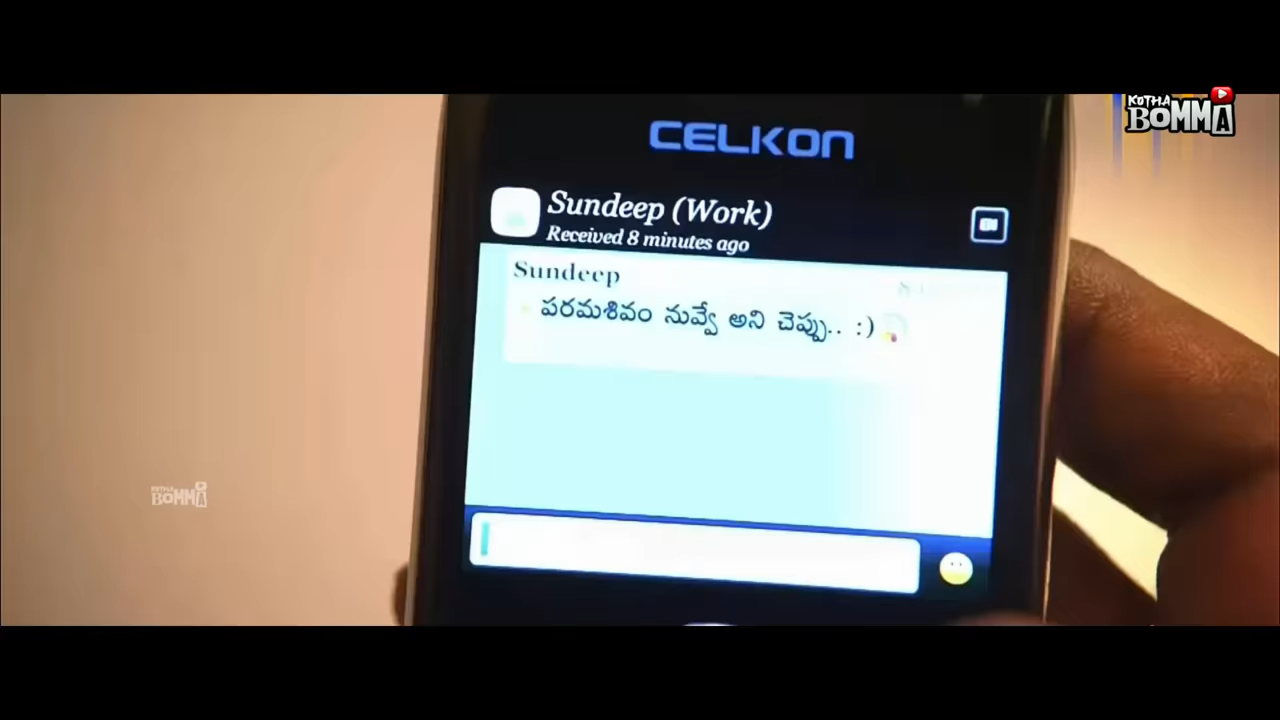 KOTHA
BOMMA
CELKON
Sundeep (Work)
Received 8 minutes ago
Sundeep
పరమశివం నువ్వే అని చెప్పు.. :)
KOTHA
BOMMA